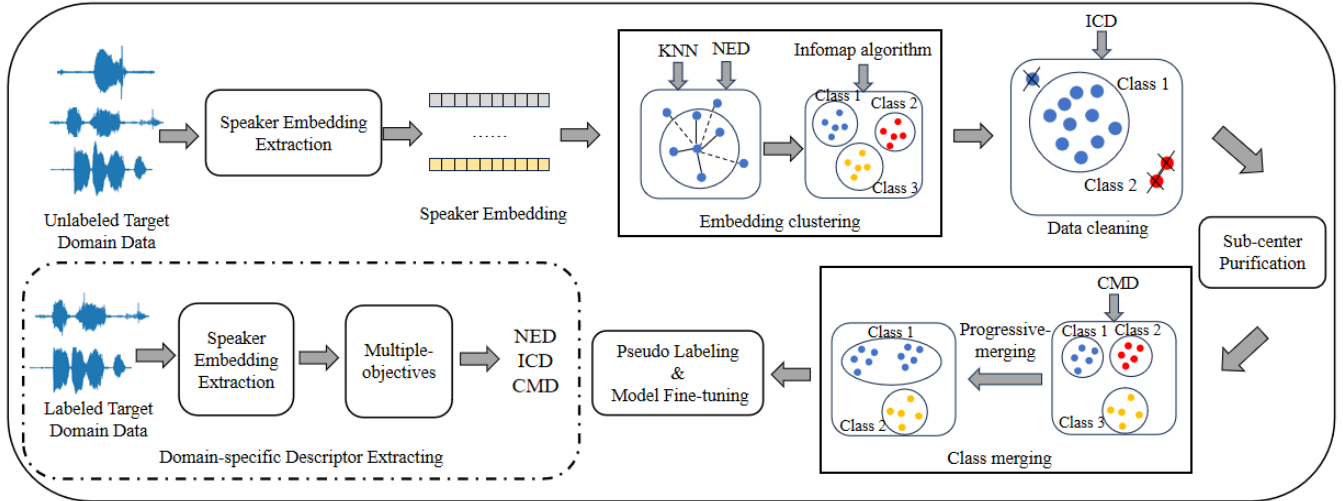 Unlabeled Target
Domain Data
Speaker Embedding
Extraction
......
Speaker Embedding
KNN
NED
Infomap algorithm
Class 1
Class 2
Class 3
Embedding clustering
ICD
Class 1
Class 2
Data cleaning
Sub-center
Purification
CMD
Class 1
Class 2
Class 3
Progressive-
merging
Class 1
Class 2
Class merging
Pseudo Labeling
&
Model Fine-tuning
Labeled Target
Domain Data
Speaker
Embedding
Extraction
Multiple-
objectives
NED
ICD
CMD
Domain-specific Descriptor Extracting